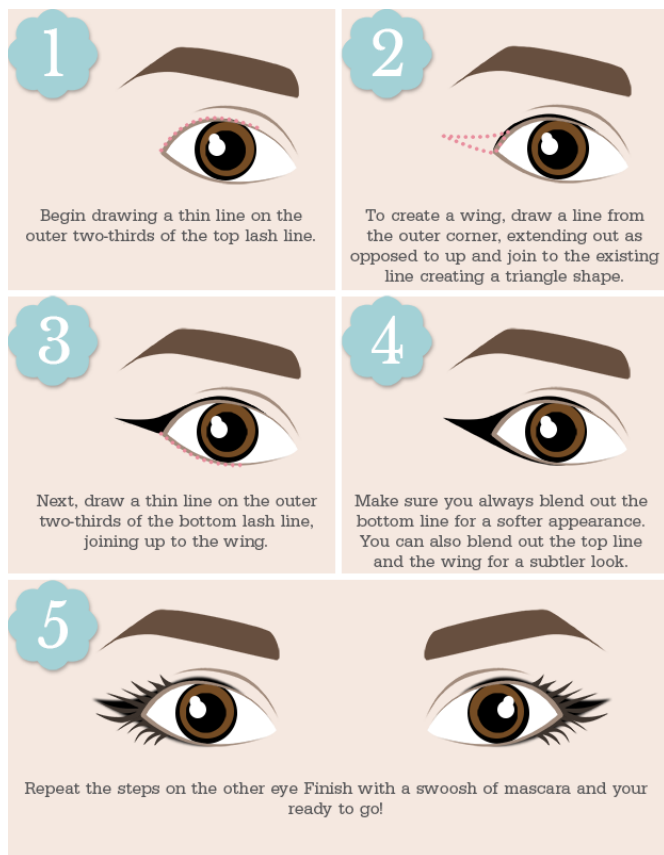 1
Begin drawing a thin line on the
outer two-thirds of the top lash line.
2
To create a wing, draw a line from
the outer corner, extending out as
opposed to up and join to the existing
line creating a triangle shape.
3
Next, draw a thin line on the outer
two-thirds of the bottom lash line,
joining up to the wing.
4
Make sure you always blend out the
bottom line for a softer appearance.
You can also blend out the top line
and the wing for a subtler look.
5
Repeat the steps on the other eye Finish with a swoosh of mascara and your
ready to go!